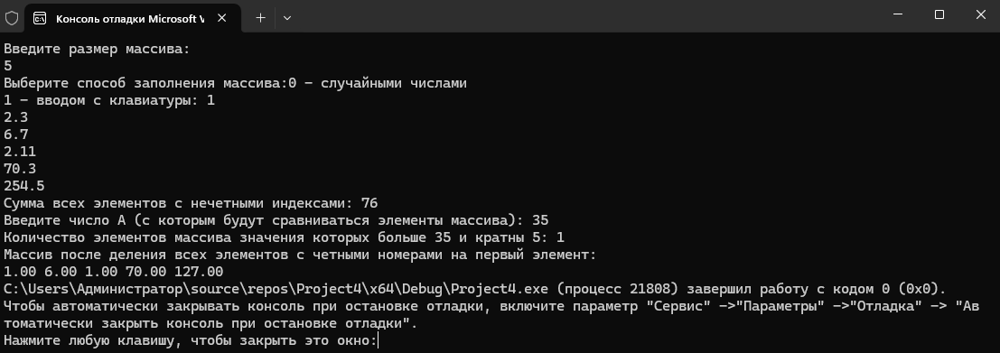 Консоль отладки Microsoft V
Введите размер массива:
5
Выберите способ заполнения массива:0 - случайными числами
1 - вводом с клавиатуры: 1
2.3
6.7
2.11
70.3
254.5
Сумма всех элементов с нечетными индексами: 76
Введите число A (с которым будут сравниваться элементы массива): 35
Количество элементов массива значения которых больше 35 и кратны 5: 1
Массив после деления всех элементов с четными номерами на первый элемент:
1.00 6.00 1.00 70.00 127.00
C:\Users\Администратор\source\repos\Project4\x64\Debug\Project4.exe (процесс 21808) завершил работу с кодом 0 (0x0).
Чтобы автоматически закрывать консоль при остановке отладки, включите параметр "Сервис" ->"Параметры" ->"Отладка" -> "Ав
томатически закрыть консоль при остановке отладки".
Нажмите любую клавишу, чтобы закрыть это окно: